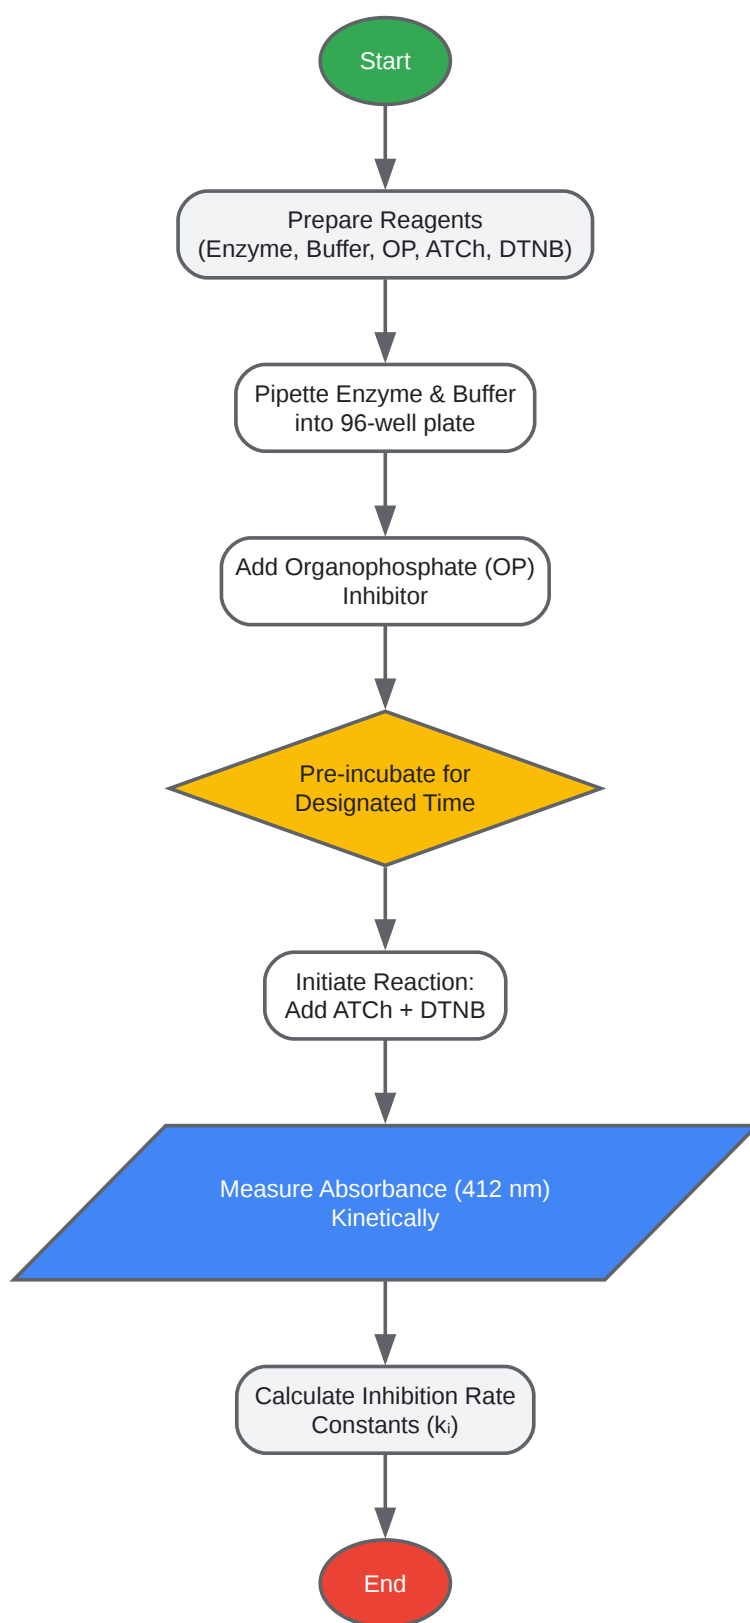 Start
Prepare Reagents
(Enzyme, Buffer, OP, ATCh, DTNB)
Pipette Enzyme & Buffer
into 96-well plate
Add Organophosphate (OP)
Inhibitor
Pre-incubate for
Designated Time
Initiate Reaction:
Add ATCh + DTNB
Measure Absorbance (412 nm)
Kinetically
Calculate Inhibition Rate
Constants (kᵢ)
End